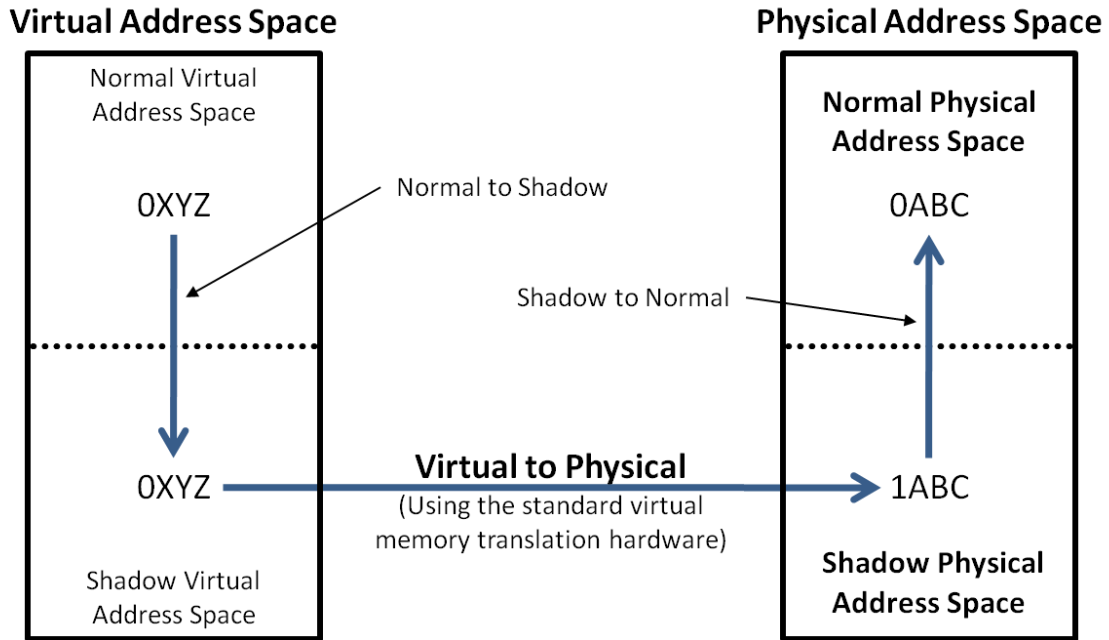 Virtual Address Space
Physical Address Space
Normal Virtual
Address Space
Normal Physical
Address Space
Normal to Shadow
0XYZ
0ABC
Shadow to Normal
Virtual to Physical
0XYZ
1ABC
(Using the standard virtual
memory translation hardware)
Shadow Virtual
Address Space
Shadow Physical
Address Space